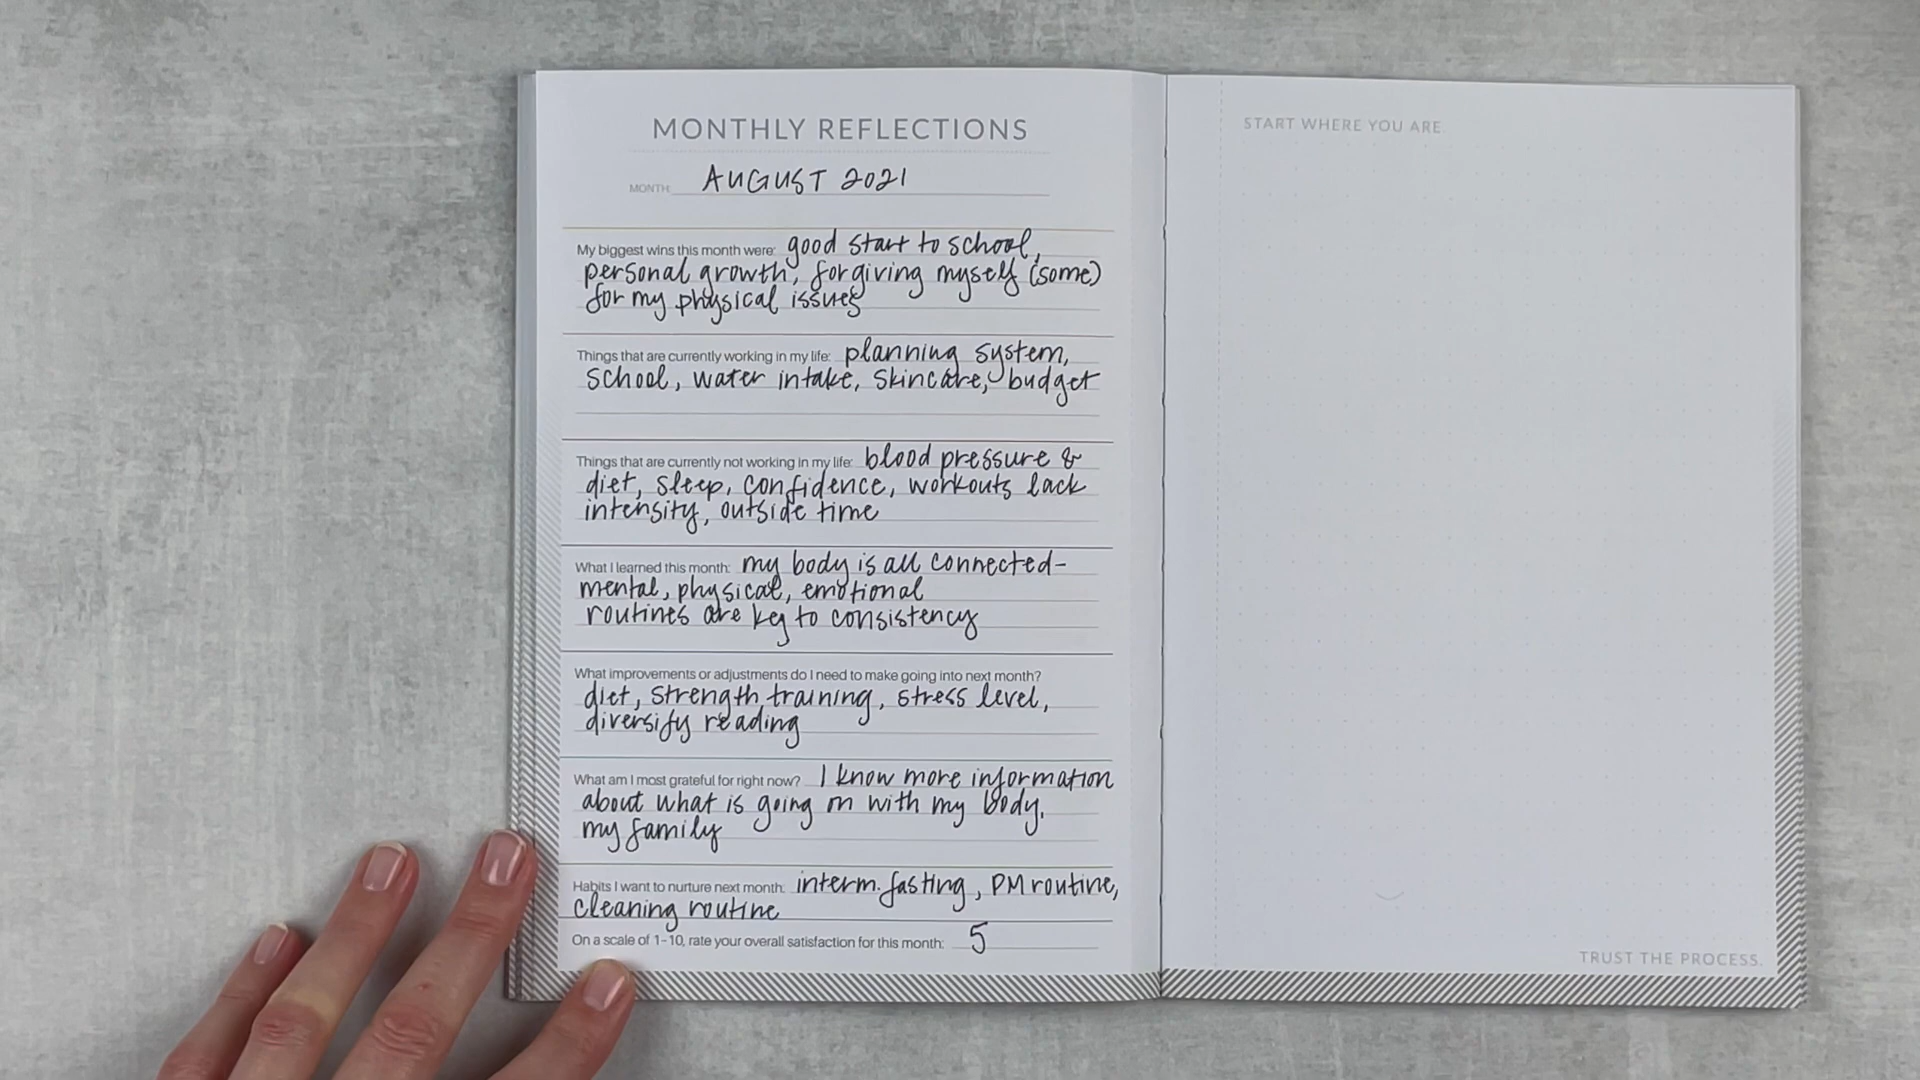 MONTHLY REFLECTIONS
MONTH: AUGUST 2021
My biggest wins this month were: good start to school,
personal growth, forgiving myself (some)
for my physical issues
Things that are currently working in my life: planning system,
school, water intake, skincare, budget
Things that are currently not working in my life: blood pressure &
diet, sleep, confidence, workouts lack
intensity, outside time
What I learned this month: my body is all connected-
mental, physical, emotional
routines are key to consistency
What improvements or adjustments do I need to make going into next month?
diet, strength training, stress level,
diversify reading
What am I most grateful for right now? I know more information
about what is going on with my body,
my family
Habits I want to nurture next month: interm. fasting, PM routine,
cleaning routine
On a scale of 1-10, rate your overall satisfaction for this month: 5
START WHERE YOU ARE.
TRUST THE PROCESS.